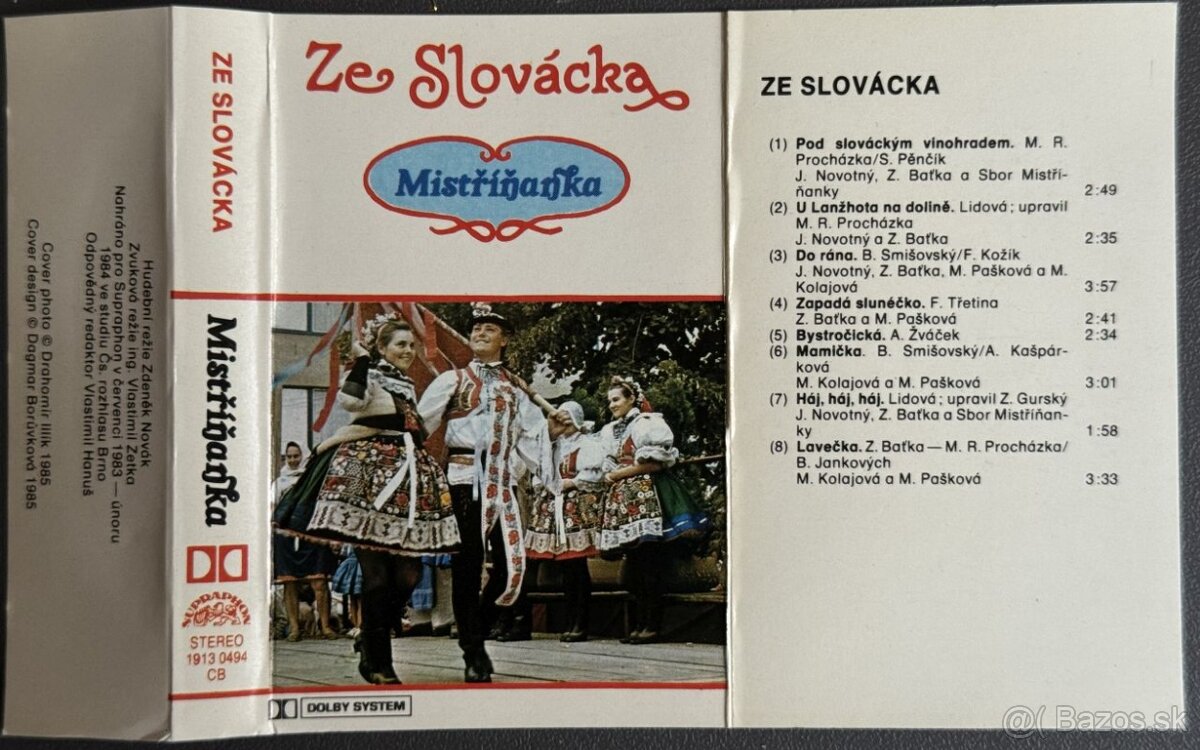 Hudební režie Zdeněk Novák
Zvuková režie ing. Vlastimil Zetka
Nahráno pro Supraphon v červenci 1983 — únoru
1984 ve studiu Čs. rozhlasu Brno
Odpovědný redaktor Vlastimil Hanuš
Cover photo © Drahomír Illík 1985
Cover design © Dagmar Borůvková 1985
ZE SLOVÁCKA
Mistříňaňka
SUPRAPHON
STEREO
1913 0494
CB
Ze Slovácka
Mistříňaňka
DOLBY SYSTEM
ZE SLOVÁCKA
(1) Pod slováckým vinohradem. M. R.
Procházka/S. Pěnčík
J. Novotný, Z. Baťka a Sbor Mistří-
ňanky 2:49
(2) U Lanžhota na dolině. Lidová; upravil
M. R. Procházka
J. Novotný a Z. Baťka 2:35
(3) Do rána. B. Smišovský/F. Kožík
J. Novotný, Z. Baťka, M. Pašková a M.
Kolajová 3:57
(4) Zapadá slunéčko. F. Třetina
Z. Baťka a M. Pašková 2:41
(5) Bystročická. A. Žváček 2:34
(6) Mamička. B. Smišovský/A. Kašpár-
ková
M. Kolajová a M. Pašková 3:01
(7) Háj, háj, háj. Lidová; upravil Z. Gurský
J. Novotný, Z. Baťka a Sbor Mistříňan-
ky 1:58
(8) Lavečka. Z. Baťka — M. R. Procházka/
B. Jankových
M. Kolajová a M. Pašková 3:33
@( Bazos.sk